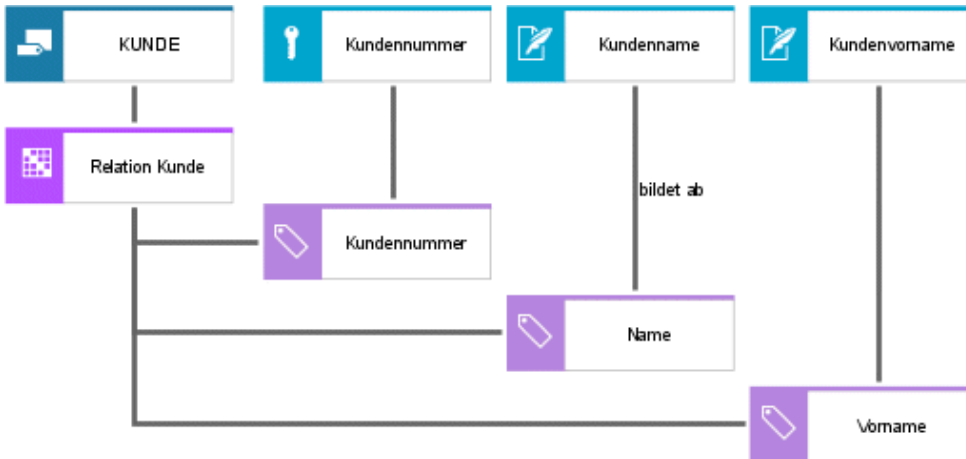 KUNDE
Kundennummer
Kundenname
Kundenvorname
Relation Kunde
bildet ab
Kundennummer
Name
Vorname